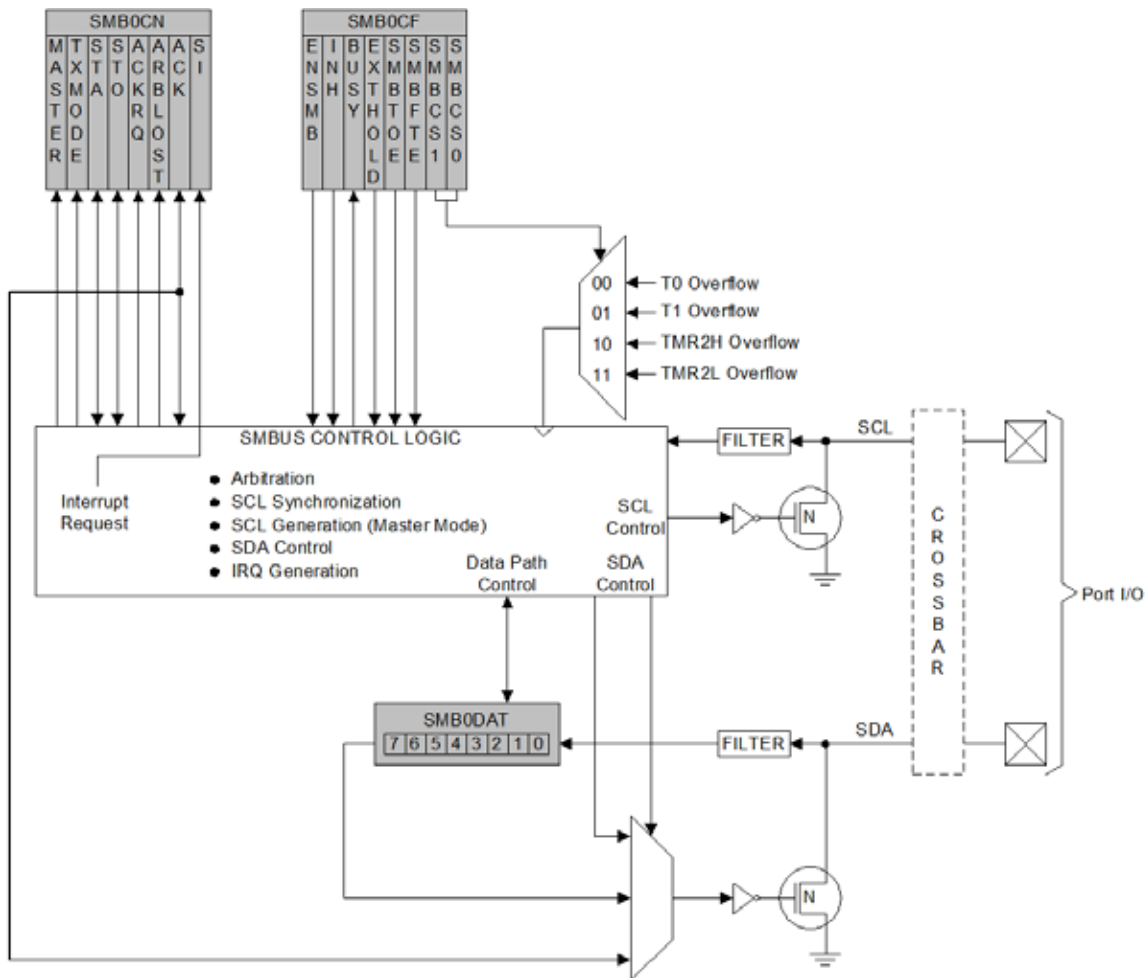 SMB0CN
MASTER
TXMODE
STA
STO
ACKRQ
ARBLOST
ACK
SI
SMB0CF
ENSMB
INH
BUSY
EXTHOLD
SMBTOE
SMBFTE
SMBCS1
SMBCS0
00
T0 Overflow
01
T1 Overflow
10
TMR2H Overflow
11
TMR2L Overflow
SMBUS CONTROL LOGIC
Interrupt
Request
● Arbitration
● SCL Synchronization
● SCL Generation (Master Mode)
● SDA Control
● IRQ Generation
SCL
Control
Data Path
Control
SDA
Control
FILTER
SCL
N
CROSSBAR
Port I/O
SMB0DAT
7 6 5 4 3 2 1 0
FILTER
SDA
N